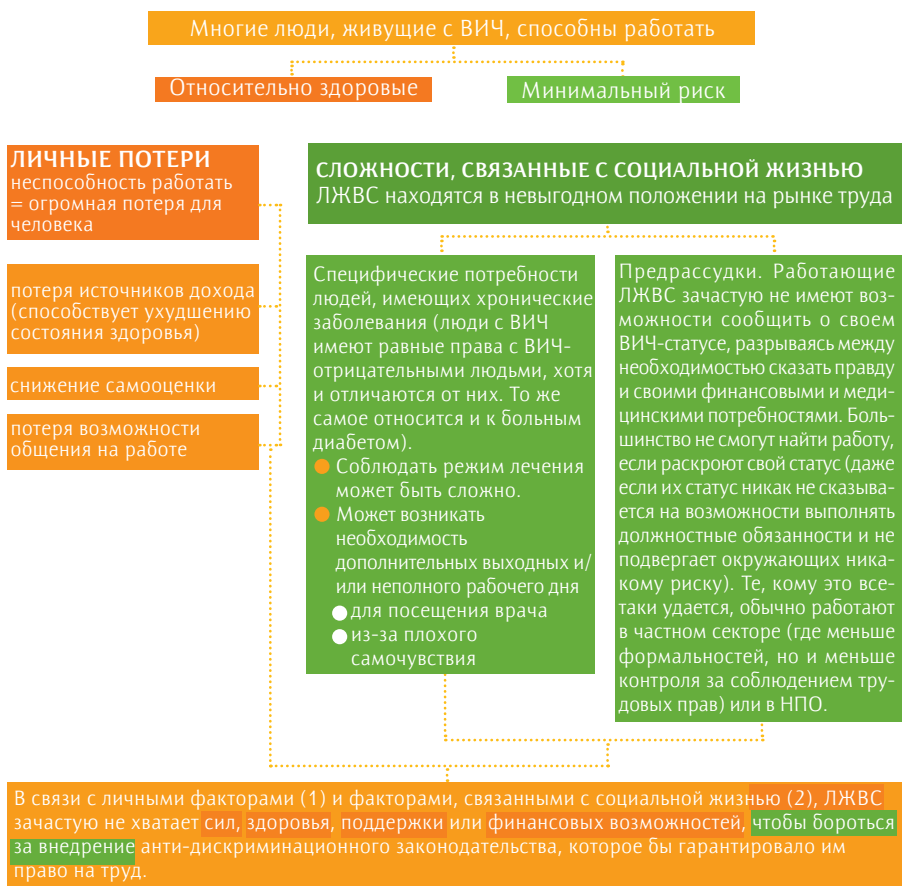 Многие люди, живущие с ВИЧ, способны работать
Относительно здоровые
Минимальный риск
ЛИЧНЫЕ ПОТЕРИ
неспособность работать
= огромная потеря для
человека
потеря источников дохода
(способствует ухудшению
состояния здоровья)
снижение самооценки
потеря возможности
общения на работе
СЛОЖНОСТИ, СВЯЗАННЫЕ С СОЦИАЛЬНОЙ ЖИЗНЬЮ
ЛЖВС находятся в невыгодном положении на рынке труда
Специфические потребности
людей, имеющих хронические
заболевания (люди с ВИЧ
имеют равные права с ВИЧ-
отрицательными людьми, хотя
и отличаются от них. То же
самое относится и к больным
диабетом).
Соблюдать режим лечения
может быть сложно.
Может возникать
необходимость
дополнительных выходных и/
или неполного рабочего дня
для посещения врача
из-за плохого
самочувствия
Предрассудки. Работающие
ЛЖВС зачастую не имеют воз-
можности сообщить о своем
ВИЧ-статусе, разрываясь между
необходимостью сказать правду
и своими финансовыми и меди-
цинскими потребностями. Боль-
шинство не смогут найти работу,
если раскроют свой статус (даже
если их статус никак не сказыва-
ется на возможности выполнять
должностные обязанности и не
подвергает окружающих ника-
кому риску). Те, кому это все-
таки удается, обычно работают
в частном секторе (где меньше
формальностей, но и меньше
контроля за соблюдением тру-
довых прав) или в НПО.
В связи с личными факторами (1) и факторами, связанными с социальной жизнью (2), ЛЖВС
зачастую не хватает сил, здоровья, поддержки или финансовых возможностей, чтобы бороться
за внедрение анти-дискриминационного законодательства, которое бы гарантировало им
право на труд.